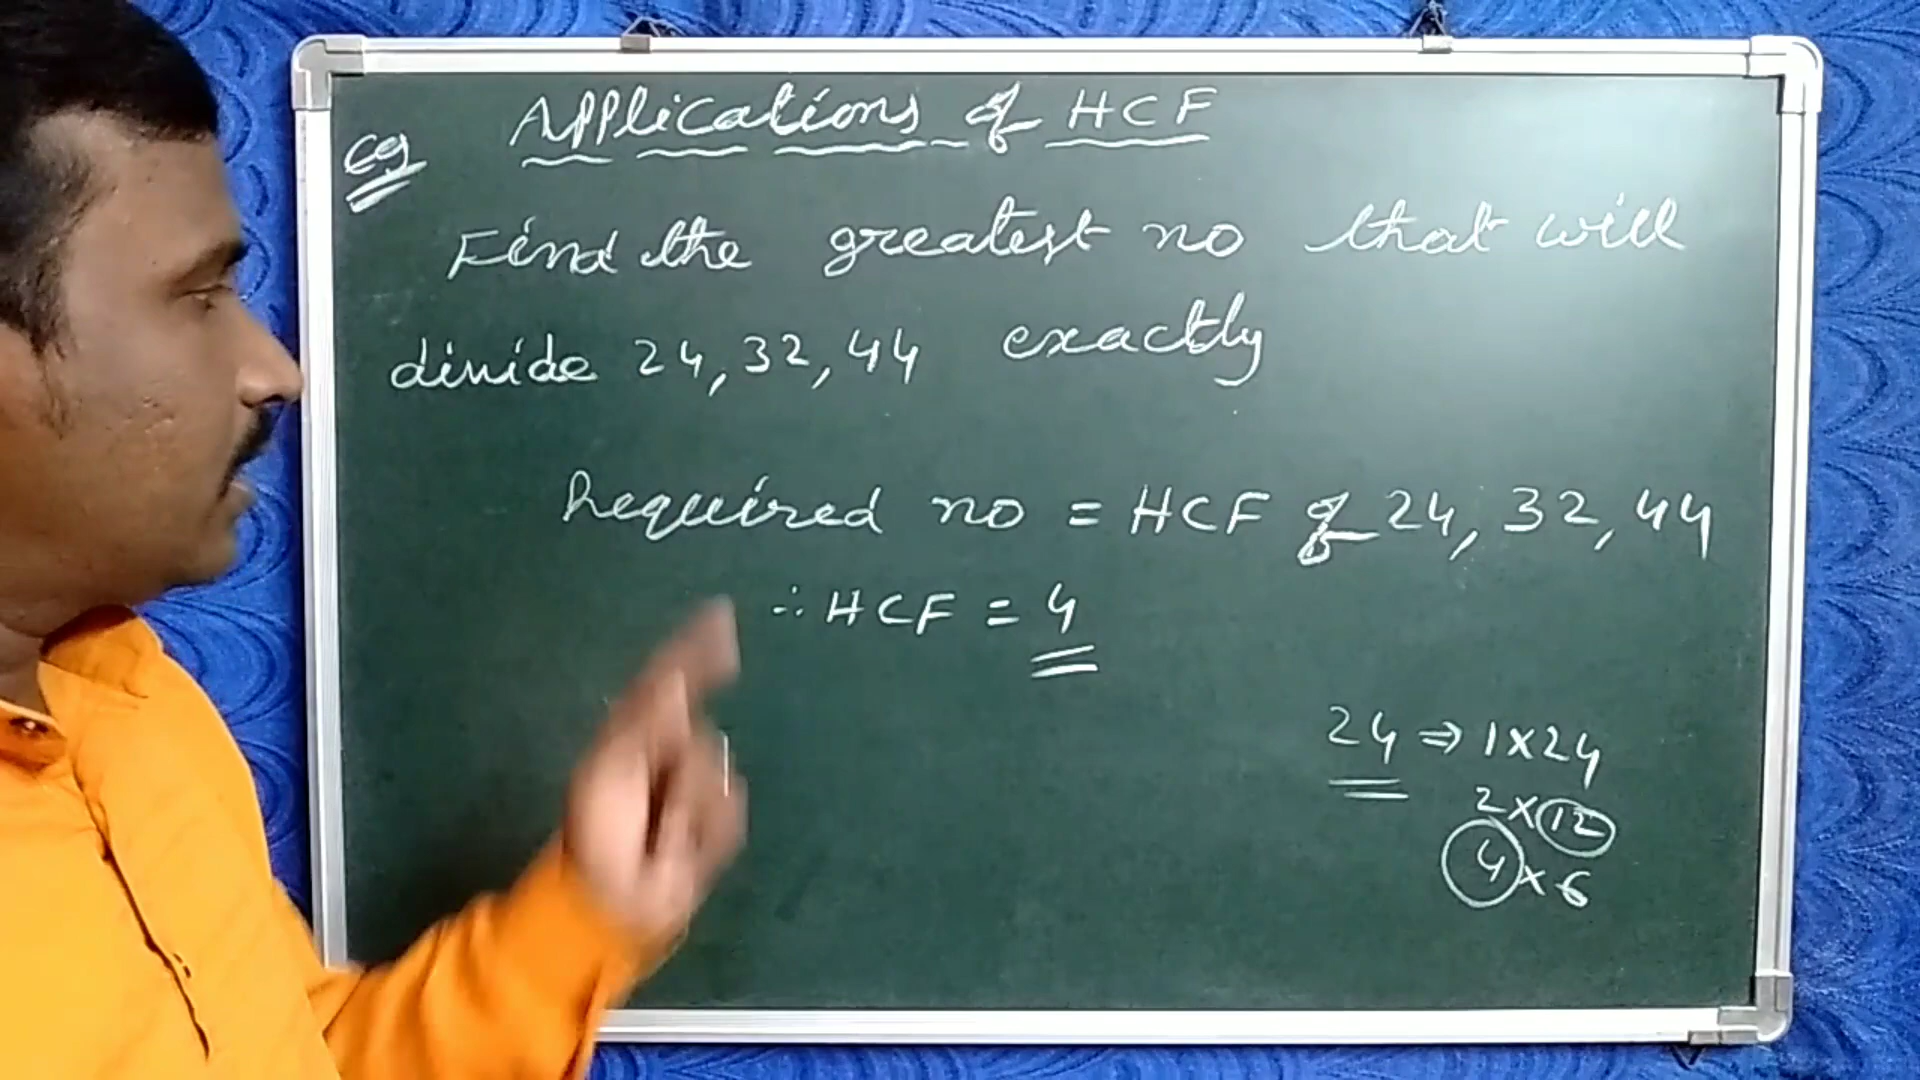 Applications of HCF
eg
Find the greatest no that will
divide 24, 32, 44 exactly
Required no = HCF of 24, 32, 44
∴ HCF = 4
24 ⇒ 1×24
2×12
4×6